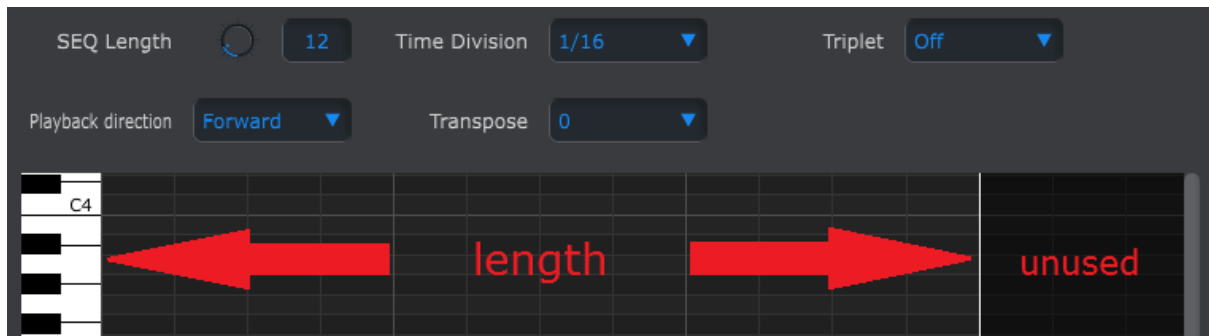 SEQ Length 12 Time Division 1/16 Triplet Off
Playback direction Forward Transpose 0
C4
length unused